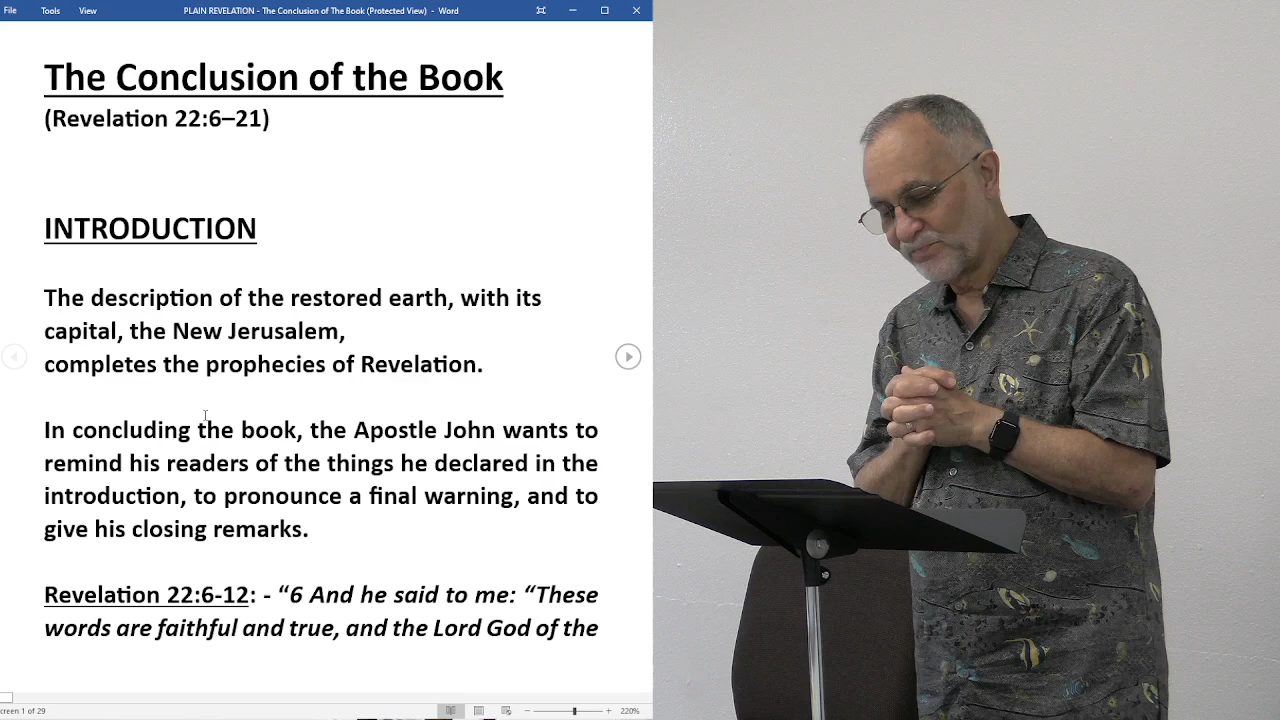 File Tools View PLAIN REVELATION - The Conclusion of The Book (Protected View) - Word
The Conclusion of the Book
(Revelation 22:6–21)
INTRODUCTION
The description of the restored earth, with its
capital, the New Jerusalem,
completes the prophecies of Revelation.
In concluding the book, the Apostle John wants to
remind his readers of the things he declared in the
introduction, to pronounce a final warning, and to
give his closing remarks.
Revelation 22:6-12: - “6 And he said to me: “These
words are faithful and true, and the Lord God of the
creen 1 of 29 220%